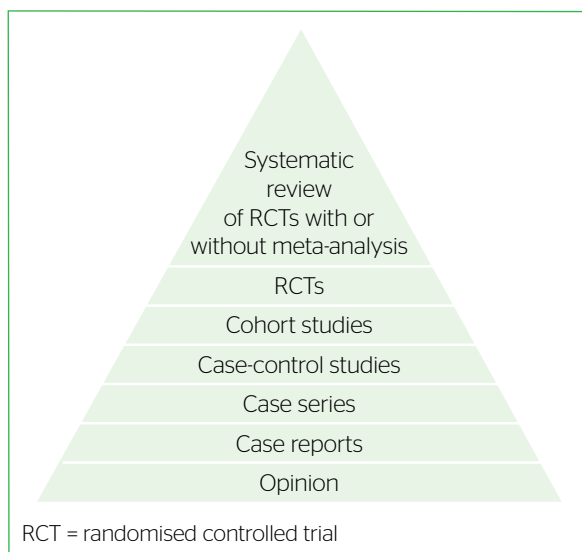 Systematic
review
of RCTs with or
without meta-analysis
RCTs
Cohort studies
Case-control studies
Case series
Case reports
Opinion
RCT = randomised controlled trial